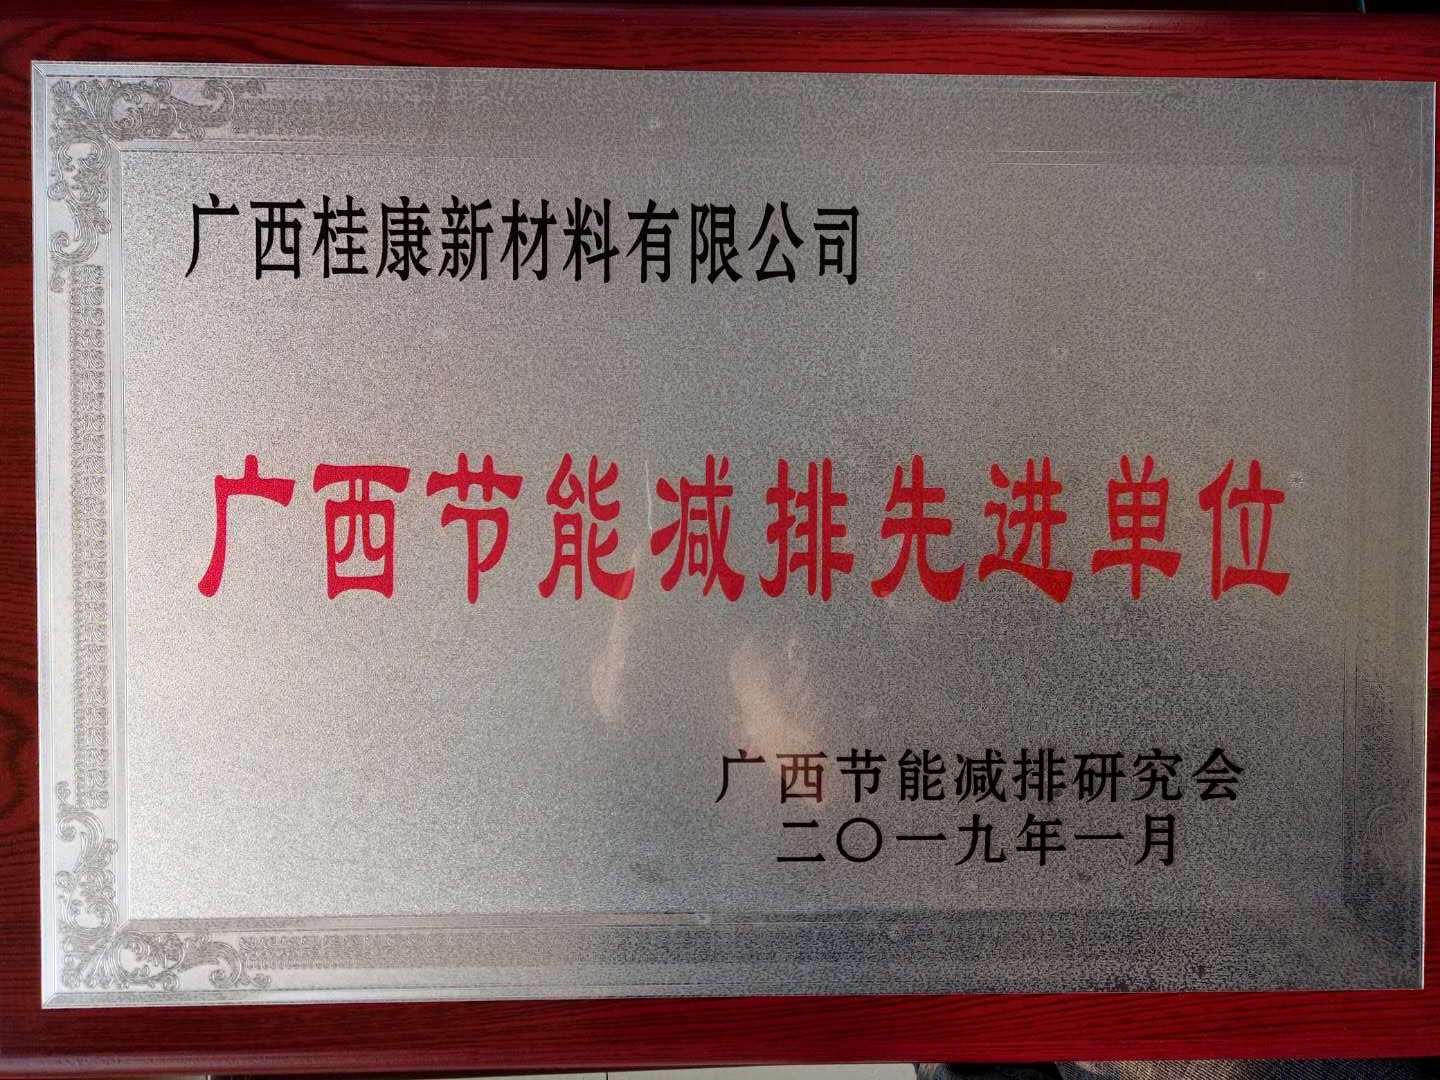 广西桂康新材料有限公司
广西节能减排先进单位
广西节能减排研究会
二〇一九年一月